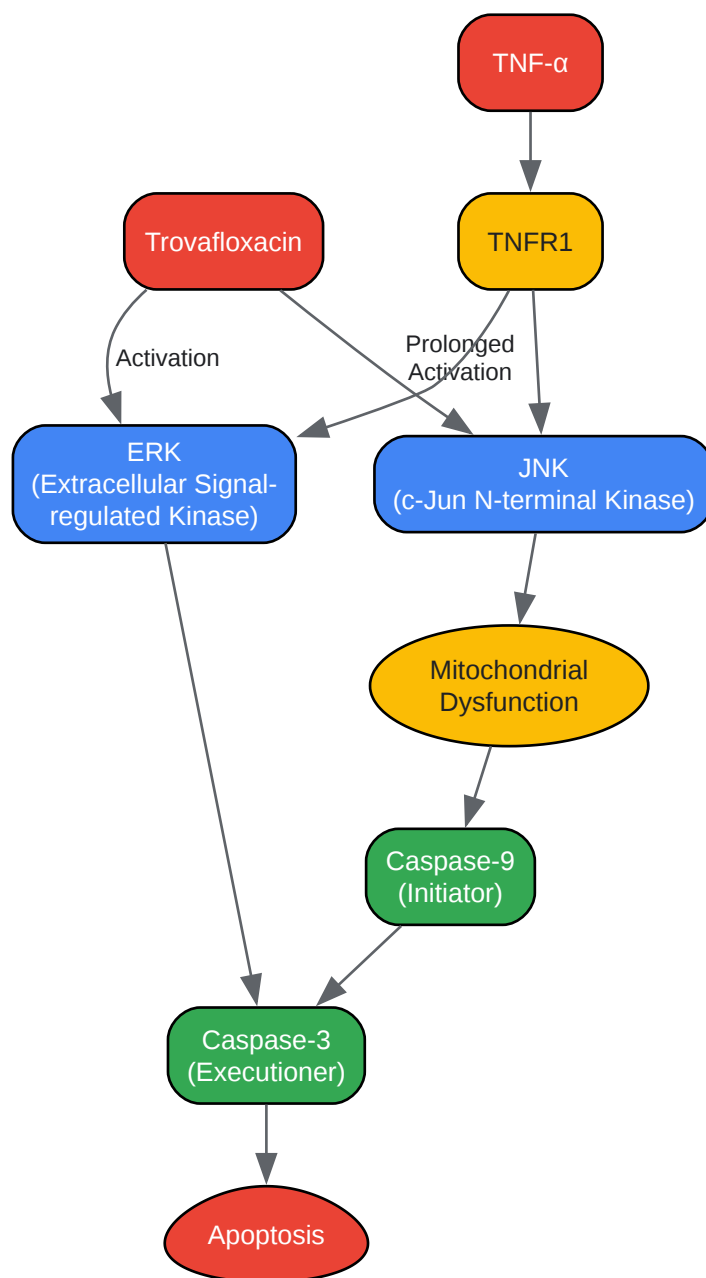 TNF-α
Trovafloxacin
TNFR1
Activation
Prolonged
Activation
ERK
(Extracellular Signal-
regulated Kinase)
JNK
(c-Jun N-terminal Kinase)
Mitochondrial
Dysfunction
Caspase-9
(Initiator)
Caspase-3
(Executioner)
Apoptosis